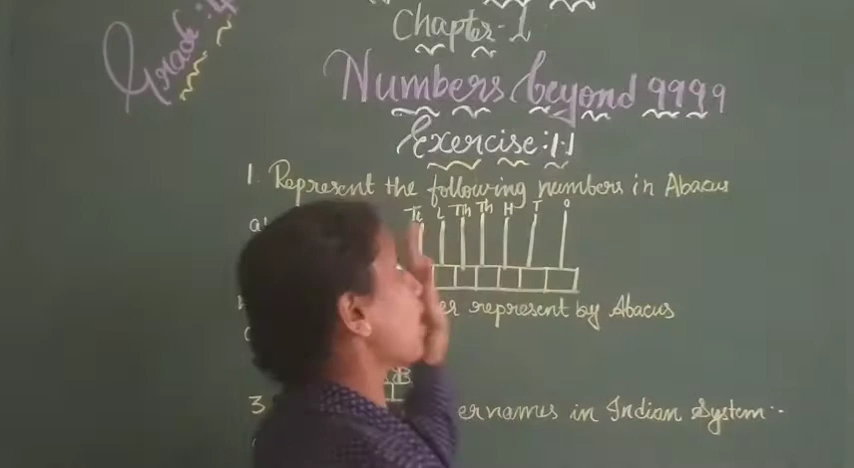 Grade:4
Chapter-1
Numbers beyond 9999
Exercise:1.1
1. Represent the following numbers in Abacus
a)
L Tth Th H T O
represent by Abacus
3
names in Indian System:-